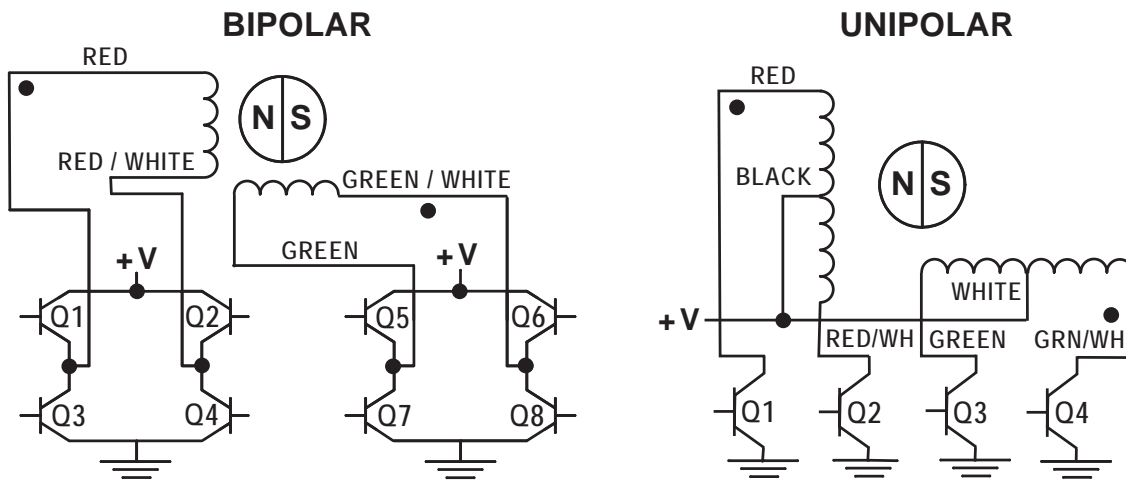 BIPOLAR
RED
N S
RED / WHITE
GREEN / WHITE
GREEN
+V
+V
Q1
Q2
Q5
Q6
Q3
Q4
Q7
Q8
UNIPOLAR
RED
BLACK
N S
WHITE
+V
RED/WH
GREEN
GRN/WH
Q1
Q2
Q3
Q4